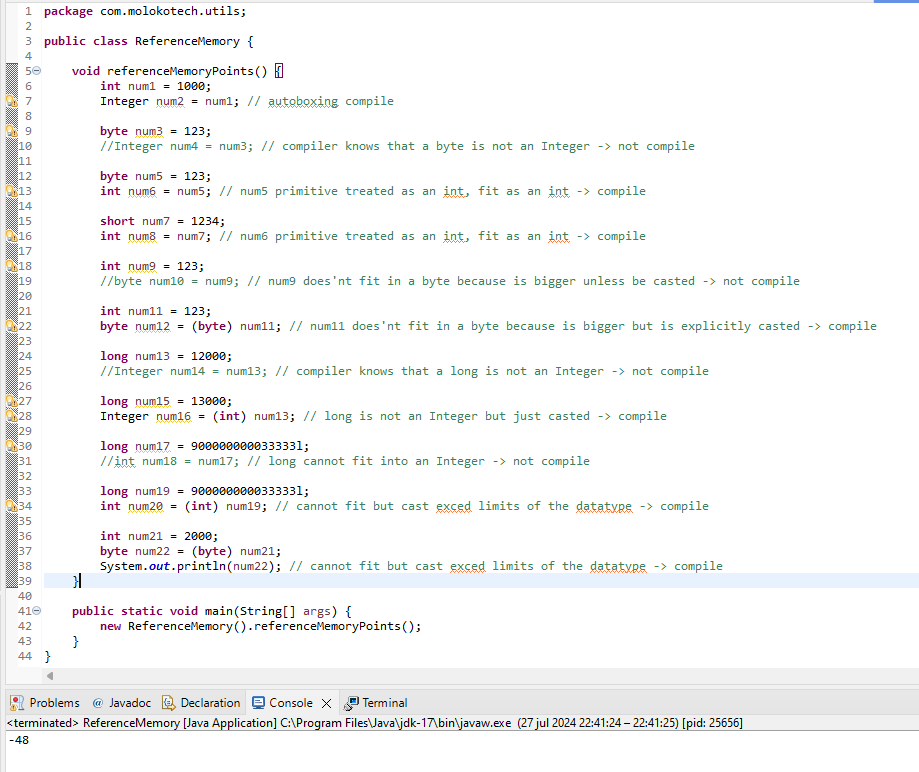 1 package com.molokotech.utils;
2
3 public class ReferenceMemory {
4
5 void referenceMemoryPoints() {
6 int num1 = 1000;
7 Integer num2 = num1; // autoboxing compile
8
9 byte num3 = 123;
10 //Integer num4 = num3; // compiler knows that a byte is not an Integer -> not compile
11
12 byte num5 = 123;
13 int num6 = num5; // num5 primitive treated as an int, fit as an int -> compile
14
15 short num7 = 1234;
16 int num8 = num7; // num6 primitive treated as an int, fit as an int -> compile
17
18 int num9 = 123;
19 //byte num10 = num9; // num9 does'nt fit in a byte because is bigger unless be casted -> not compile
20
21 int num11 = 123;
22 byte num12 = (byte) num11; // num11 does'nt fit in a byte because is bigger but is explicitly casted -> compile
23
24 long num13 = 12000;
25 //Integer num14 = num13; // compiler knows that a long is not an Integer -> not compile
26
27 long num15 = 13000;
28 Integer num16 = (int) num13; // long is not an Integer but just casted -> compile
29
30 long num17 = 900000000033333l;
31 //int num18 = num17; // long cannot fit into an Integer -> not compile
32
33 long num19 = 900000000033333l;
34 int num20 = (int) num19; // cannot fit but cast exced limits of the datatype -> compile
35
36 int num21 = 2000;
37 byte num22 = (byte) num21;
38 System.out.println(num22); // cannot fit but cast exced limits of the datatype -> compile
39 }
40
41 public static void main(String[] args) {
42 new ReferenceMemory().referenceMemoryPoints();
43 }
44 }
Problems @ Javadoc Declaration Console Terminal
<terminated> ReferenceMemory [Java Application] C:\Program Files\Java\jdk-17\bin\javaw.exe (27 jul 2024 22:41:24 – 22:41:25) [pid: 25656]
-48